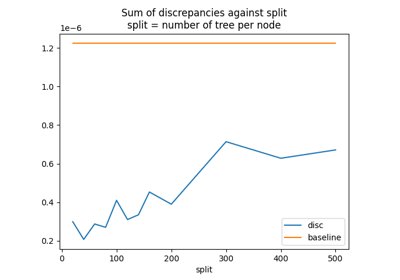 Sum of discrepancies against split
split = number of tree per node
1e−6
1.2
1.0
0.8
0.6
0.4
0.2
0
100
200
300
400
500
split
disc
baseline